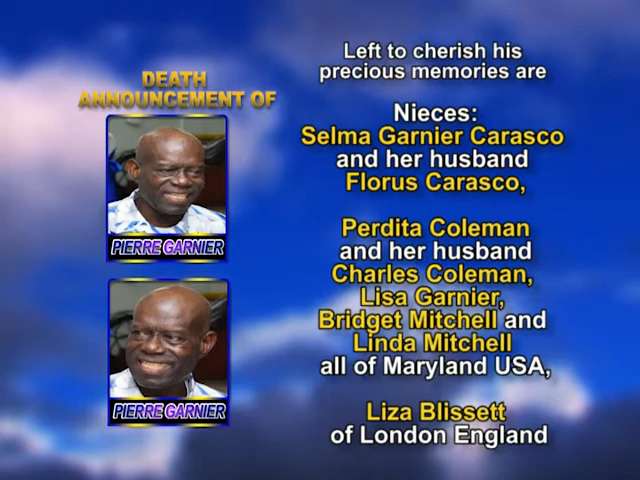 DEATH
ANNOUNCEMENT OF
PIERRE GARNIER
PIERRE GARNIER
Left to cherish his
precious memories are
Nieces:
Selma Garnier Carasco
and her husband
Florus Carasco,
Perdita Coleman
and her husband
Charles Coleman,
Lisa Garnier,
Bridget Mitchell and
Linda Mitchell
all of Maryland USA,
Liza Blissett
of London England